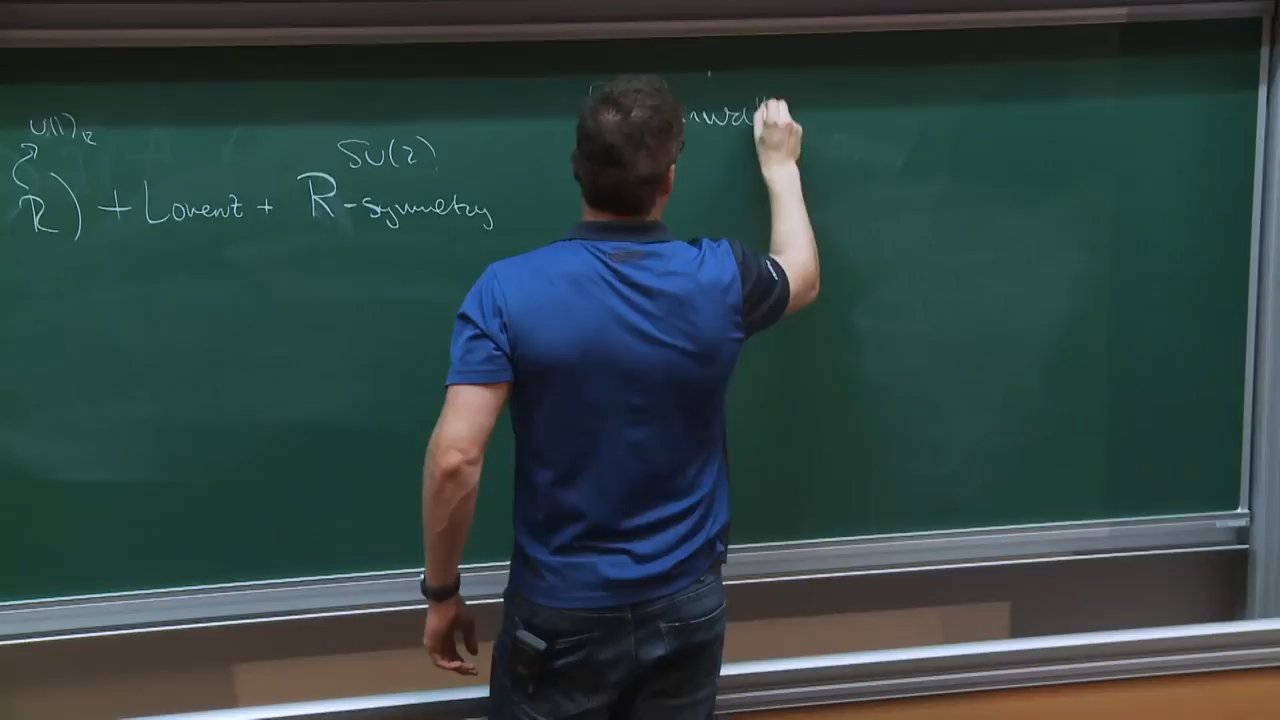 U(1)_R
SU(2)
R) + Lorentz + R-symmetry